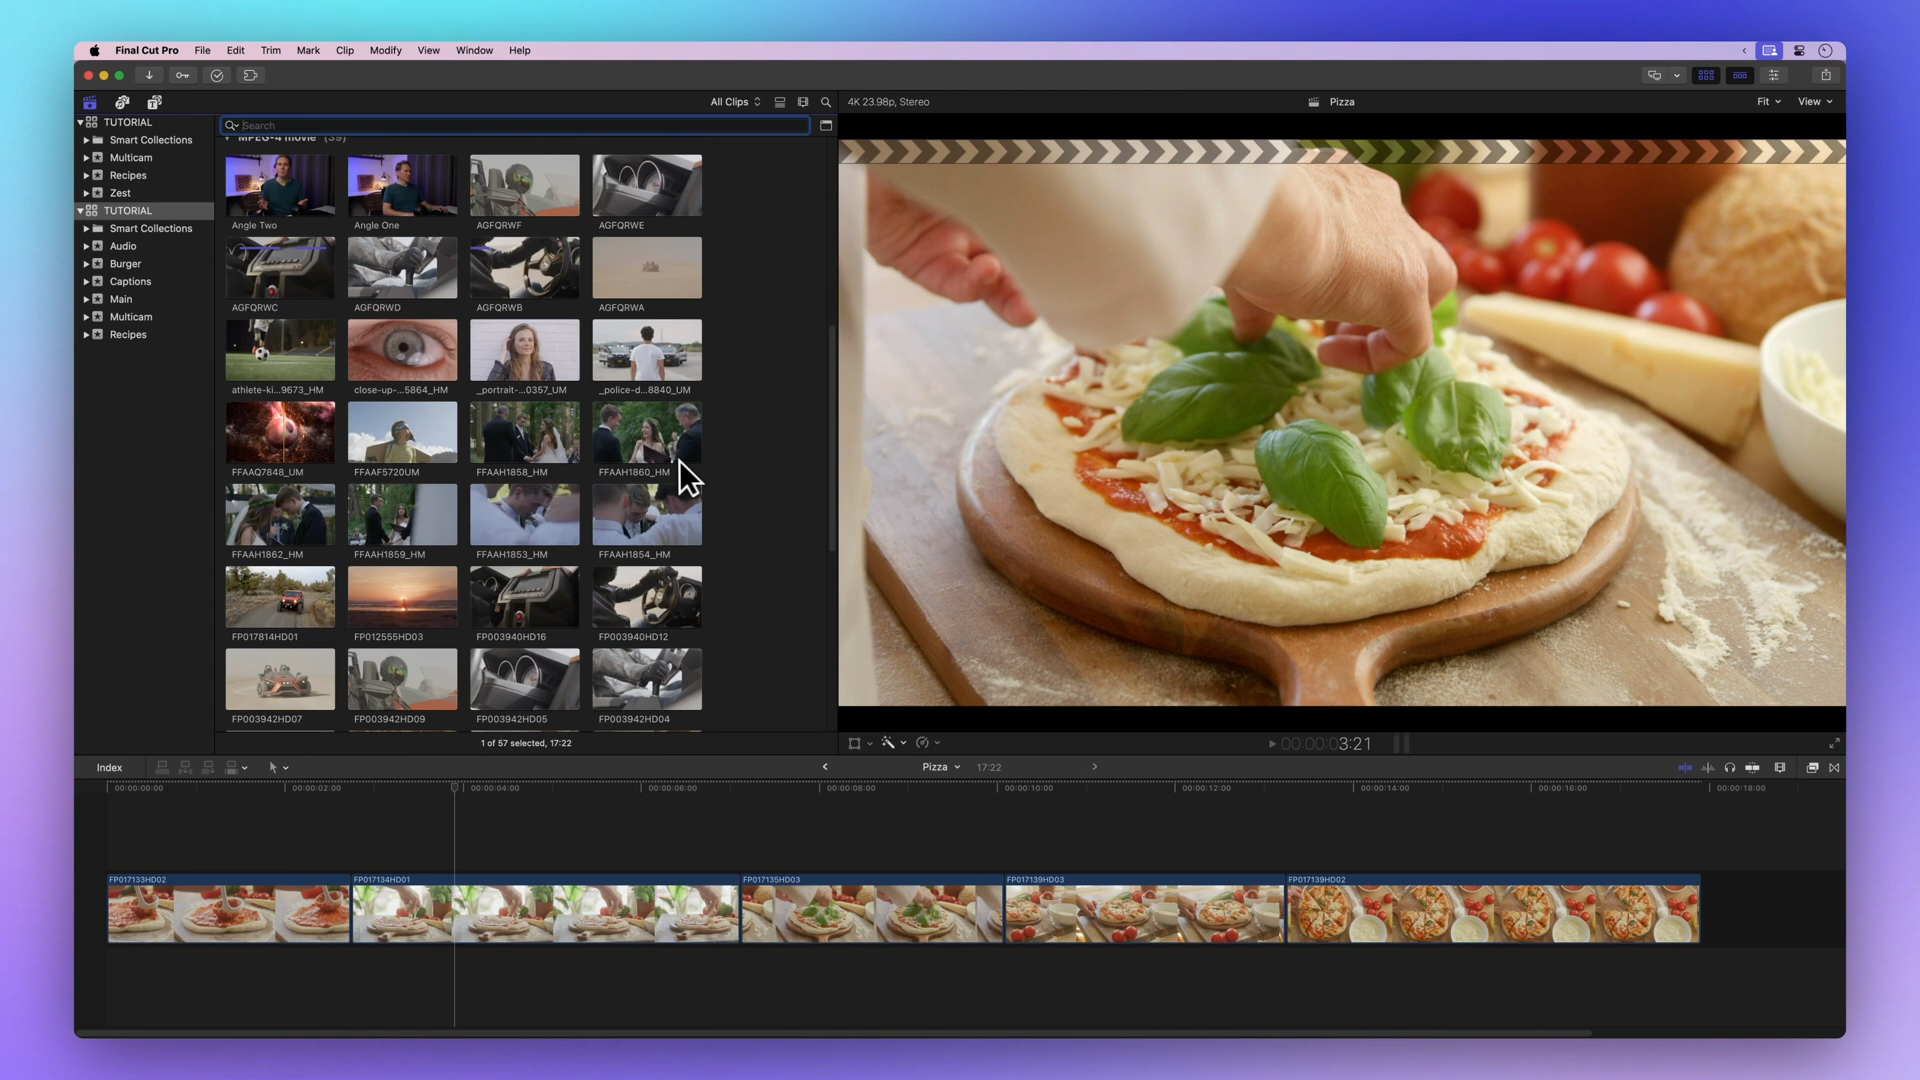 Final Cut Pro File Edit Trim Mark Clip Modify View Window Help
All Clips
4K 23.98p, Stereo
Pizza
Fit
View
TUTORIAL
Smart Collections
Multicam
Recipes
Zest
TUTORIAL
Smart Collections
Audio
Burger
Captions
Main
Multicam
Recipes
Search
MPEG-4 movie (39)
Angle Two Angle One AGFQRWF AGFQRWE
AGFQRWC AGFQRWD AGFQRWB AGFQRWA
athlete-ki...9673_HM close-up-...5864_HM _portrait-...0357_UM _police-d...8840_UM
FFAAQ7848_UM FFAAF5720UM FFAAH1858_HM FFAAH1860_HM
FFAAH1862_HM FFAAH1859_HM FFAAH1853_HM FFAAH1854_HM
FP017814HD01 FP012555HD03 FP003940HD16 FP003940HD12
FP003942HD07 FP003942HD09 FP003942HD05 FP003942HD04
1 of 57 selected, 17:22
00:00:03:21
Index
Pizza 17:22
00:00:00:00 00:00:02:00 00:00:04:00 00:00:06:00 00:00:08:00 00:00:10:00 00:00:12:00 00:00:14:00 00:00:16:00 00:00:18:00
FP017133HD02 FP017134HD01 FP017135HD03 FP017139HD03 FP017139HD02